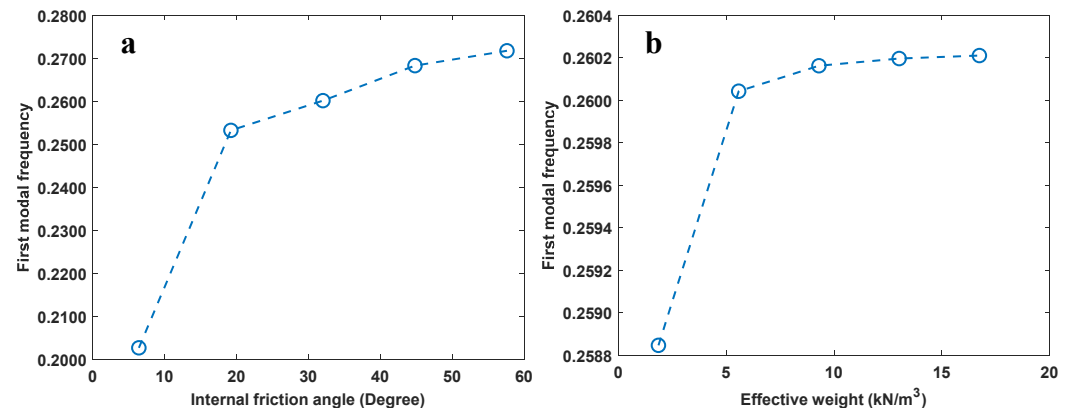 a
0.2800
0.2700
0.2600
0.2500
0.2400
0.2300
0.2200
0.2100
0.2000
First modal frequency
0 10 20 30 40 50 60
Internal friction angle (Degree)
b
0.2604
0.2602
0.2600
0.2598
0.2596
0.2594
0.2592
0.2590
0.2588
First modal frequency
0 5 10 15 20
Effective weight (kN/m³)